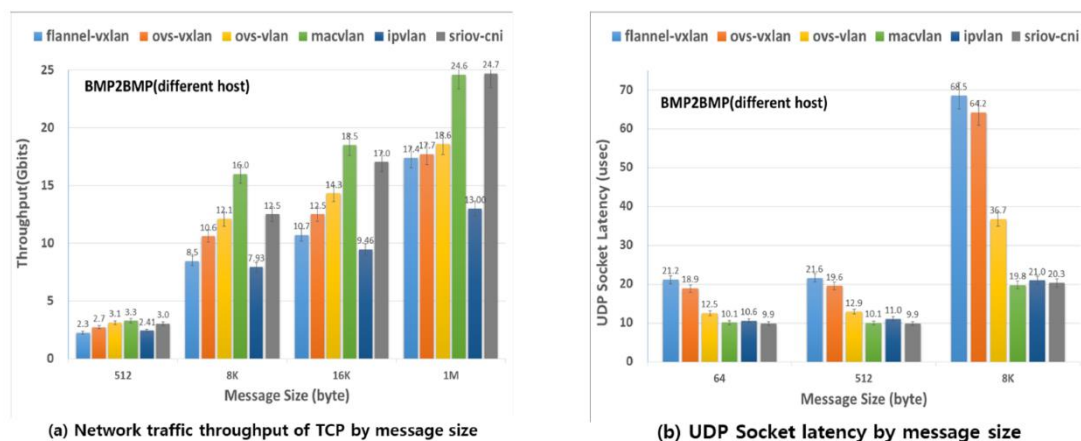 flannel-vxlan ovs-vxlan ovs-vlan macvlan ipvlan sriov-cni
BMP2BMP(different host)
Throughput(Gbits)
25
20
15
10
5
0
2.3 2.7 3.1 3.3 2.41 3.0
8.5 10.6 12.1 16.0 7.93 12.5
10.7 12.5 14.3 18.5 9.46 17.0
17.4 17.7 18.6 24.6 13.00 24.7
512 8K 16K 1M
Message Size (byte)
(a) Network traffic throughput of TCP by message size
flannel-vxlan ovs-vxlan ovs-vlan macvlan ipvlan sriov-cni
BMP2BMP(different host)
UDP Socket Latency (usec)
70
60
50
40
30
20
10
0
21.2 18.9 12.5 10.1 10.6 9.9
21.6 19.6 12.9 10.1 11.0 9.9
68.5 64.2 36.7 19.8 21.0 20.3
64 512 8K
Message Size (byte)
(b) UDP Socket latency by message size